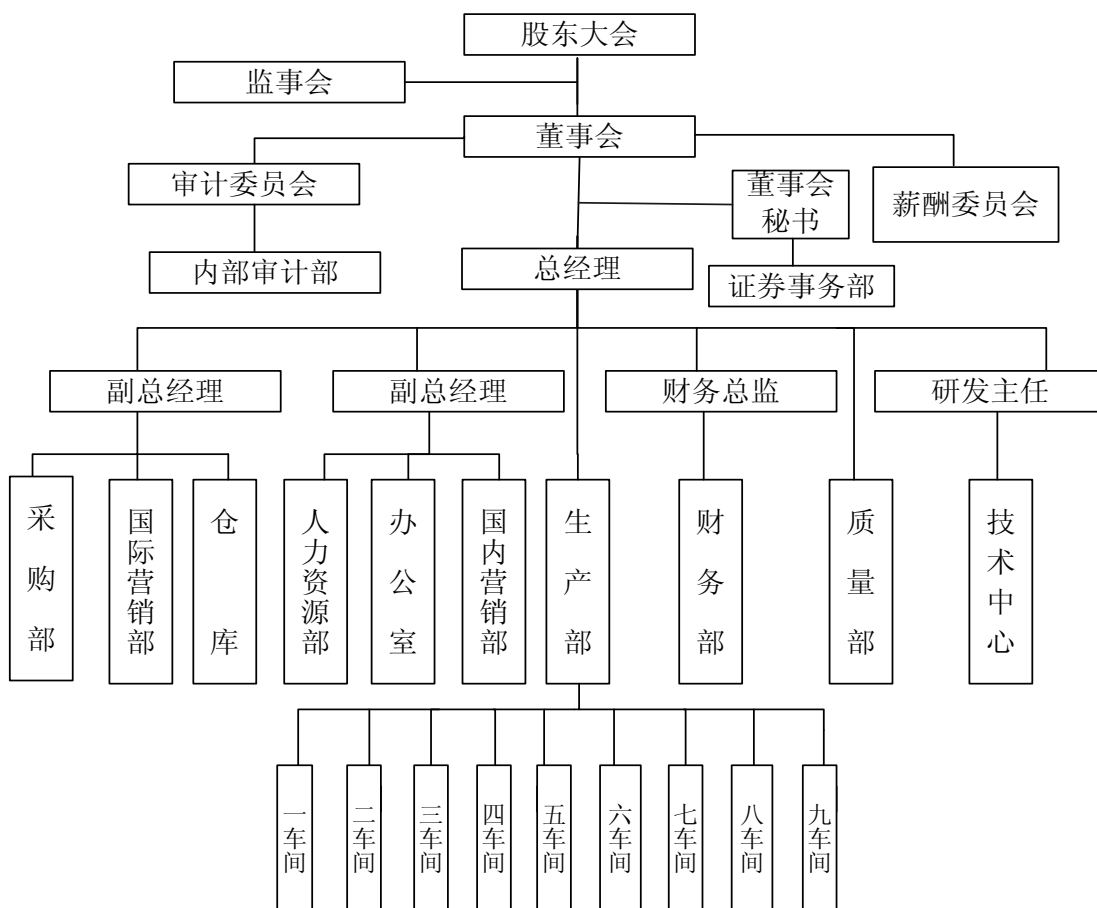 股东大会
监事会
董事会
审计委员会
董事会
秘书
薪酬委员会
内部审计部
总经理
证券事务部
副总经理
副总经理
财务总监
研发主任
采购部
国际营销部
仓库
人力资源部
办公室
国内营销部
生产部
财务部
质量部
技术中心
一车间
二车间
三车间
四车间
五车间
六车间
七车间
八车间
九车间